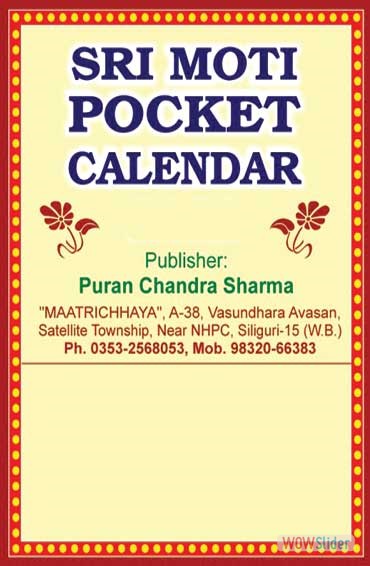 SRI MOTI
POCKET
CALENDAR
Publisher:
Puran Chandra Sharma
"MAATRICHHAYA", A-38, Vasundhara Avasan,
Satellite Township, Near NHPC, Siliguri-15 (W.B.)
Ph. 0353-2568053, Mob. 98320-66383
WOWSlider